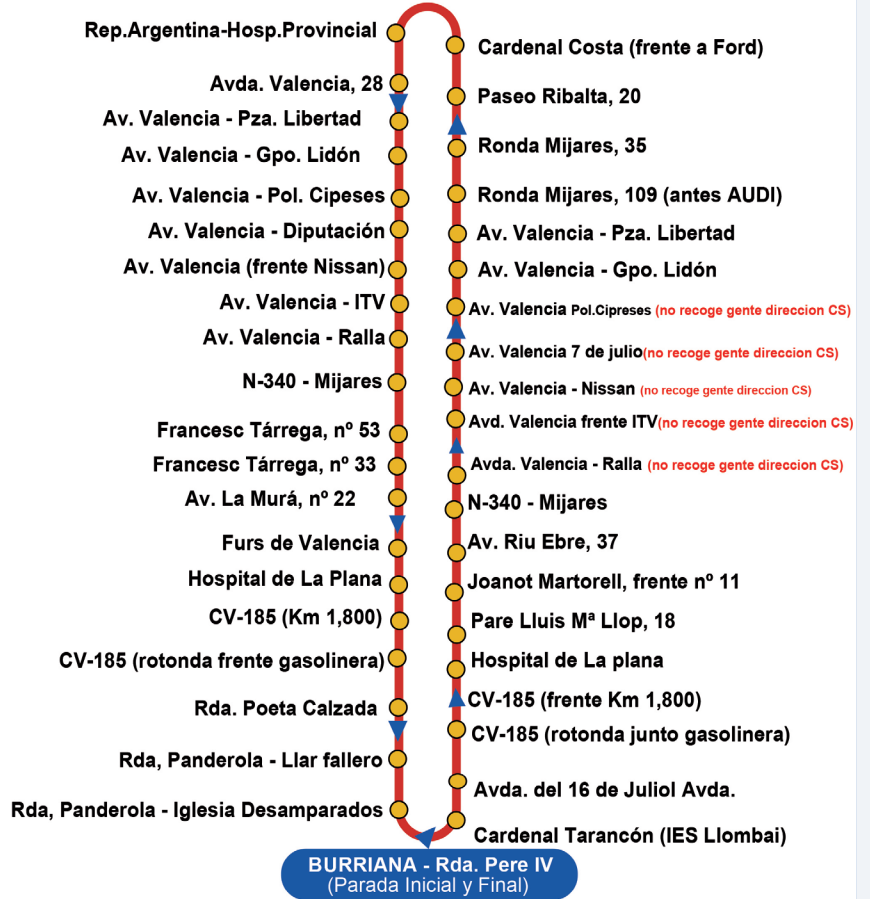 Rep.Argentina-Hosp.Provincial
Avda. Valencia, 28
Av. Valencia - Pza. Libertad
Av. Valencia - Gpo. Lidón
Av. Valencia - Pol. Cipeses
Av. Valencia - Diputación
Av. Valencia (frente Nissan)
Av. Valencia - ITV
Av. Valencia - Ralla
N-340 - Mijares
Francesc Tárrega, nº 53
Francesc Tárrega, nº 33
Av. La Murá, nº 22
Furs de Valencia
Hospital de La Plana
CV-185 (Km 1,800)
CV-185 (rotonda frente gasolinera)
Rda. Poeta Calzada
Rda, Panderola - Llar fallero
Rda, Panderola - Iglesia Desamparados
Cardenal Costa (frente a Ford)
Paseo Ribalta, 20
Ronda Mijares, 35
Ronda Mijares, 109 (antes AUDI)
Av. Valencia - Pza. Libertad
Av. Valencia - Gpo. Lidón
Av. Valencia Pol.Cipreses (no recoge gente direccion CS)
Av. Valencia 7 de julio(no recoge gente direccion CS)
Av. Valencia - Nissan (no recoge gente direccion CS)
Avd. Valencia frente ITV(no recoge gente direccion CS)
Avda. Valencia - Ralla (no recoge gente direccion CS)
N-340 - Mijares
Av. Riu Ebre, 37
Joanot Martorell, frente nº 11
Pare Lluis Mª Llop, 18
Hospital de La plana
CV-185 (frente Km 1,800)
CV-185 (rotonda junto gasolinera)
Avda. del 16 de Juliol Avda.
Cardenal Tarancón (IES Llombai)
BURRIANA - Rda. Pere IV
(Parada Inicial y Final)